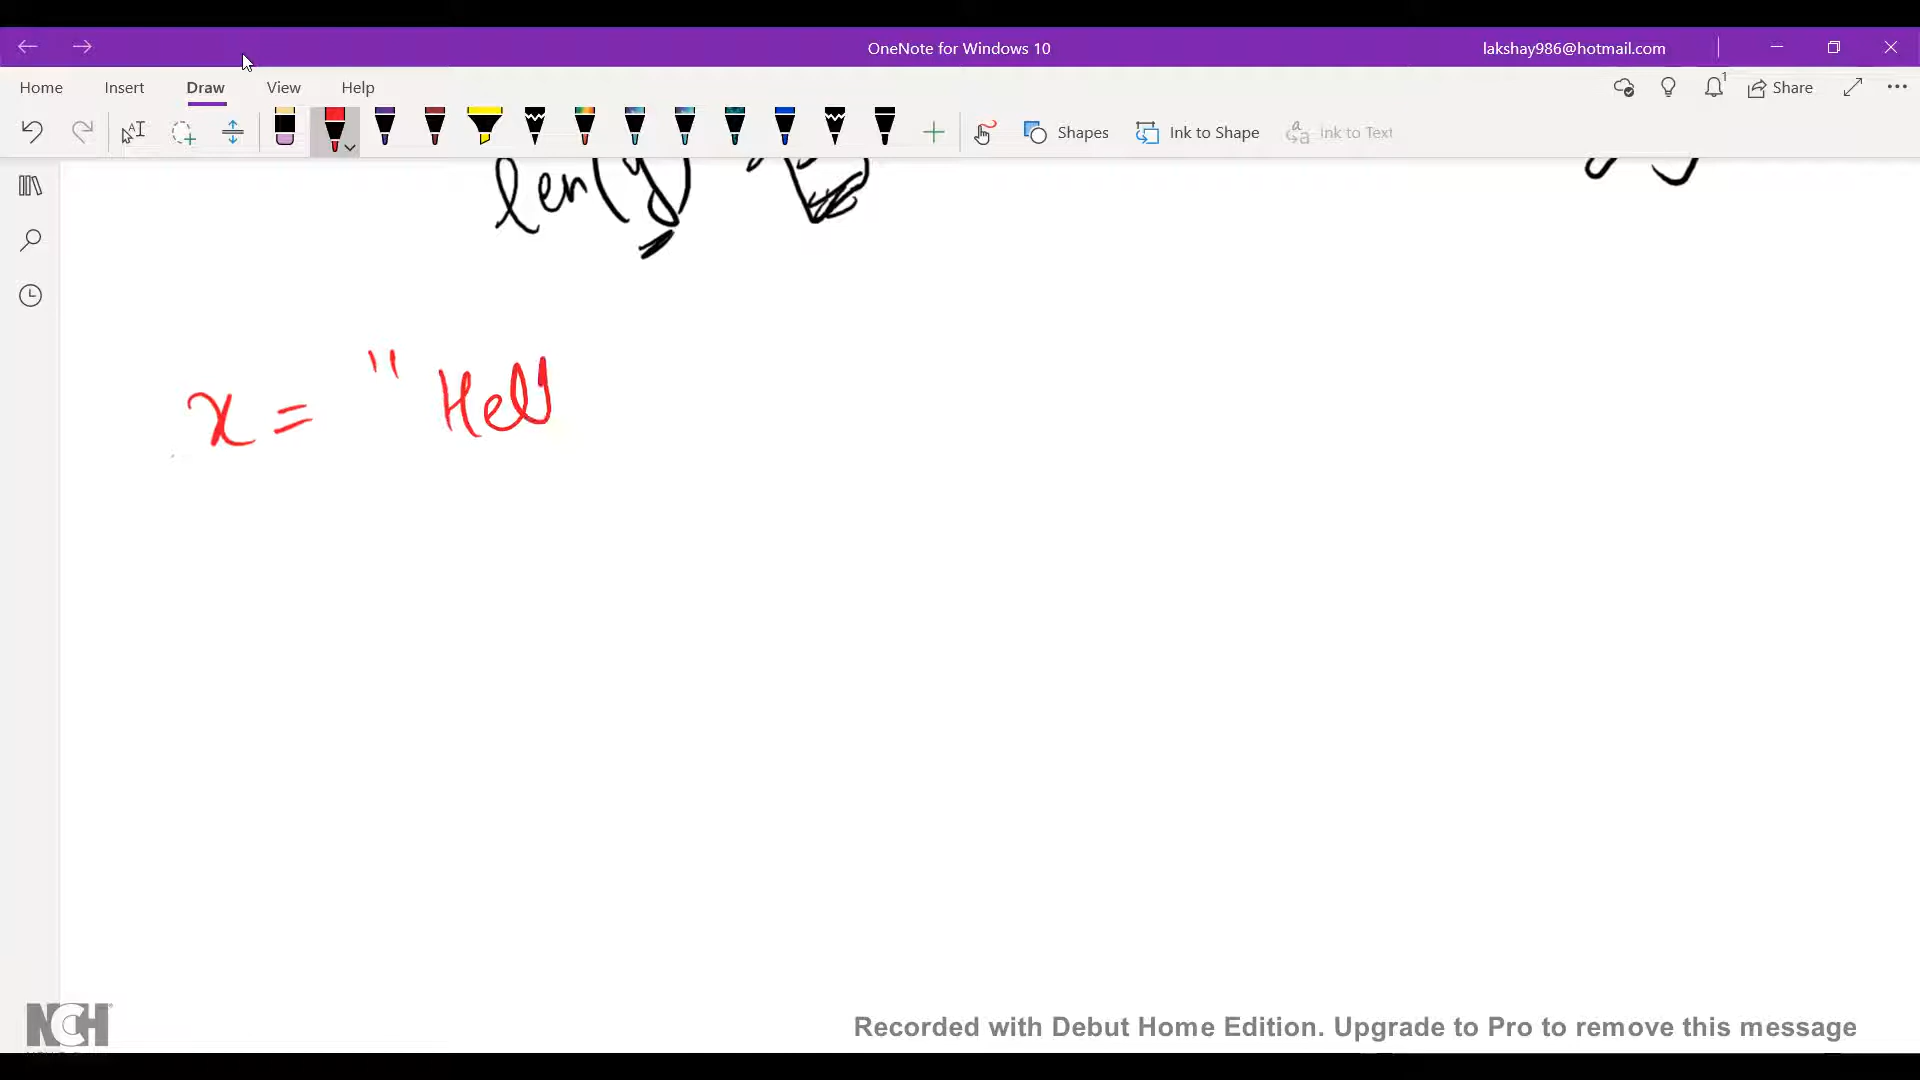 OneNote for Windows 10
lakshay986@hotmail.com
Home Insert Draw View Help
1
Share
Shapes Ink to Shape Ink to Text
len(y)
x = " Hell
NCH
Recorded with Debut Home Edition. Upgrade to Pro to remove this message